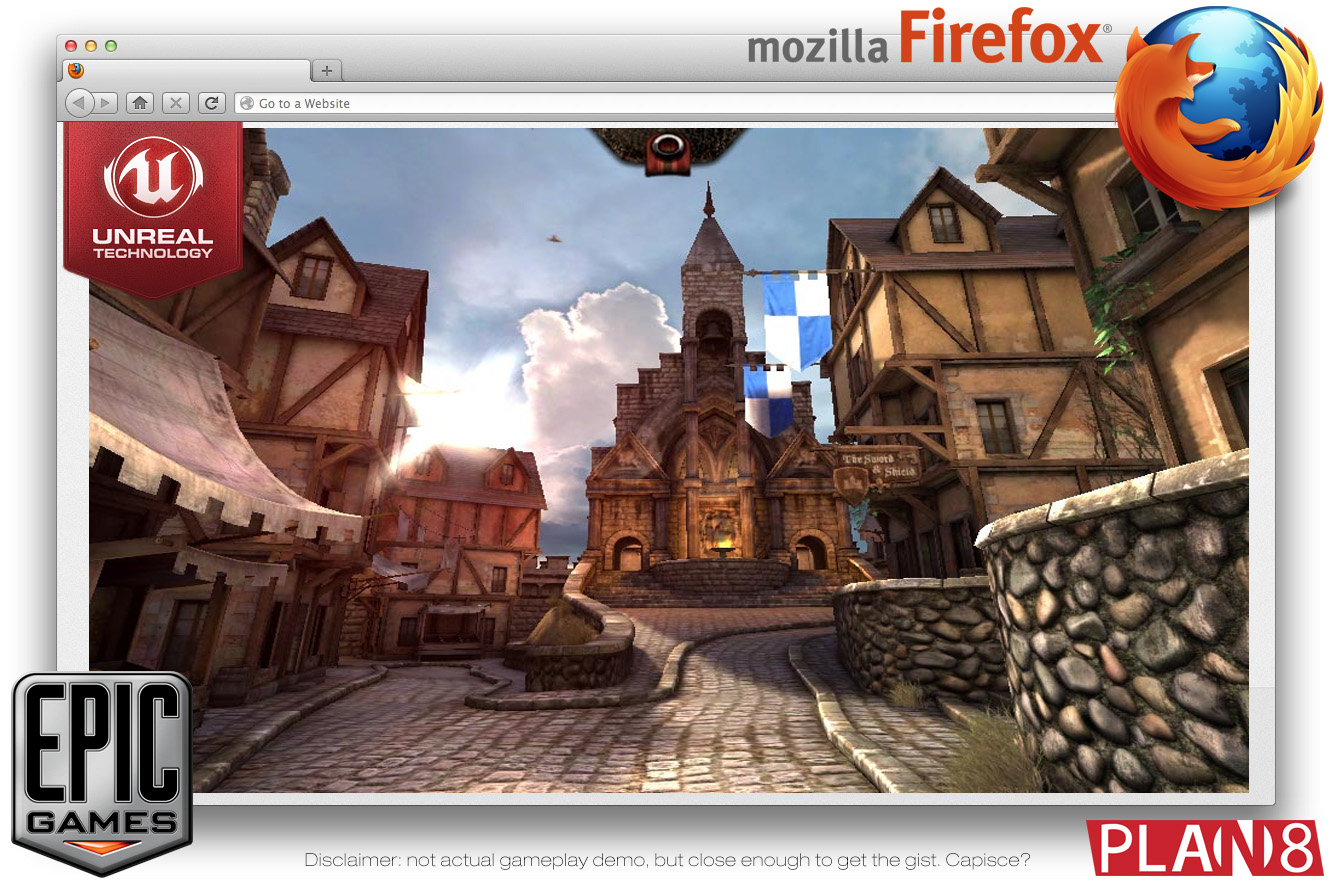 mozilla Firefox®
Go to a Website
UNREAL
TECHNOLOGY
The Sword
& Shield
EPIC
GAMES
Disclaimer: not actual gameplay demo, but close enough to get the gist. Capisce?
PLAN8